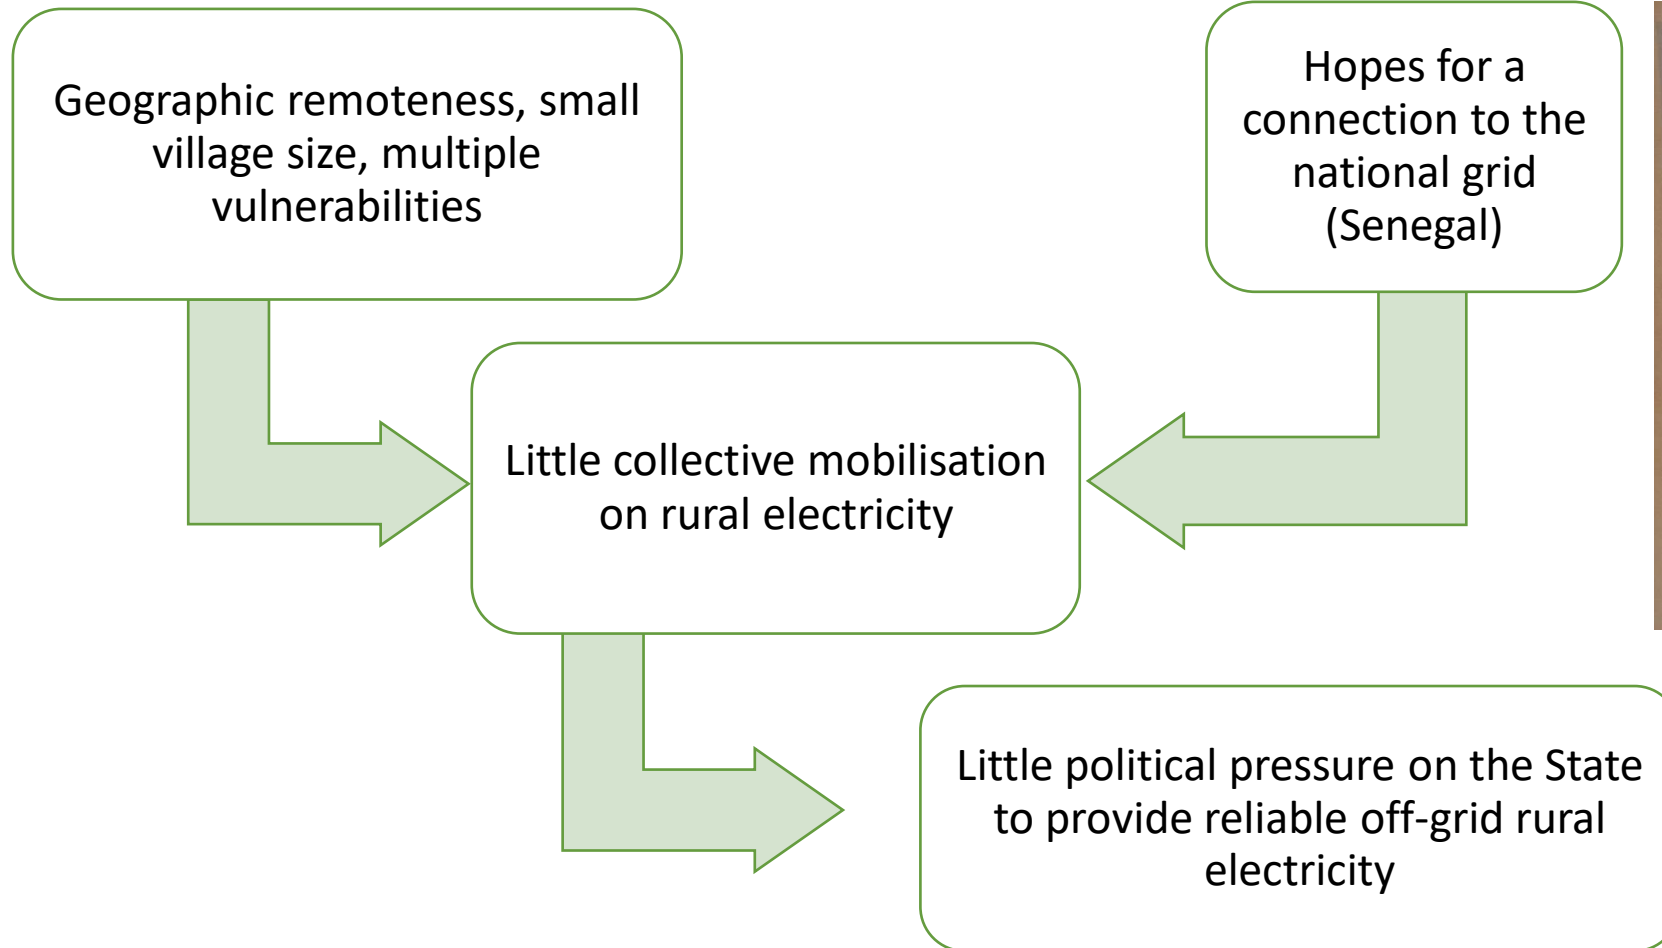 Geographic remoteness, small
village size, multiple
vulnerabilities
Hopes for a
connection to the
national grid
(Senegal)
Little collective mobilisation
on rural electricity
Little political pressure on the State
to provide reliable off-grid rural
electricity